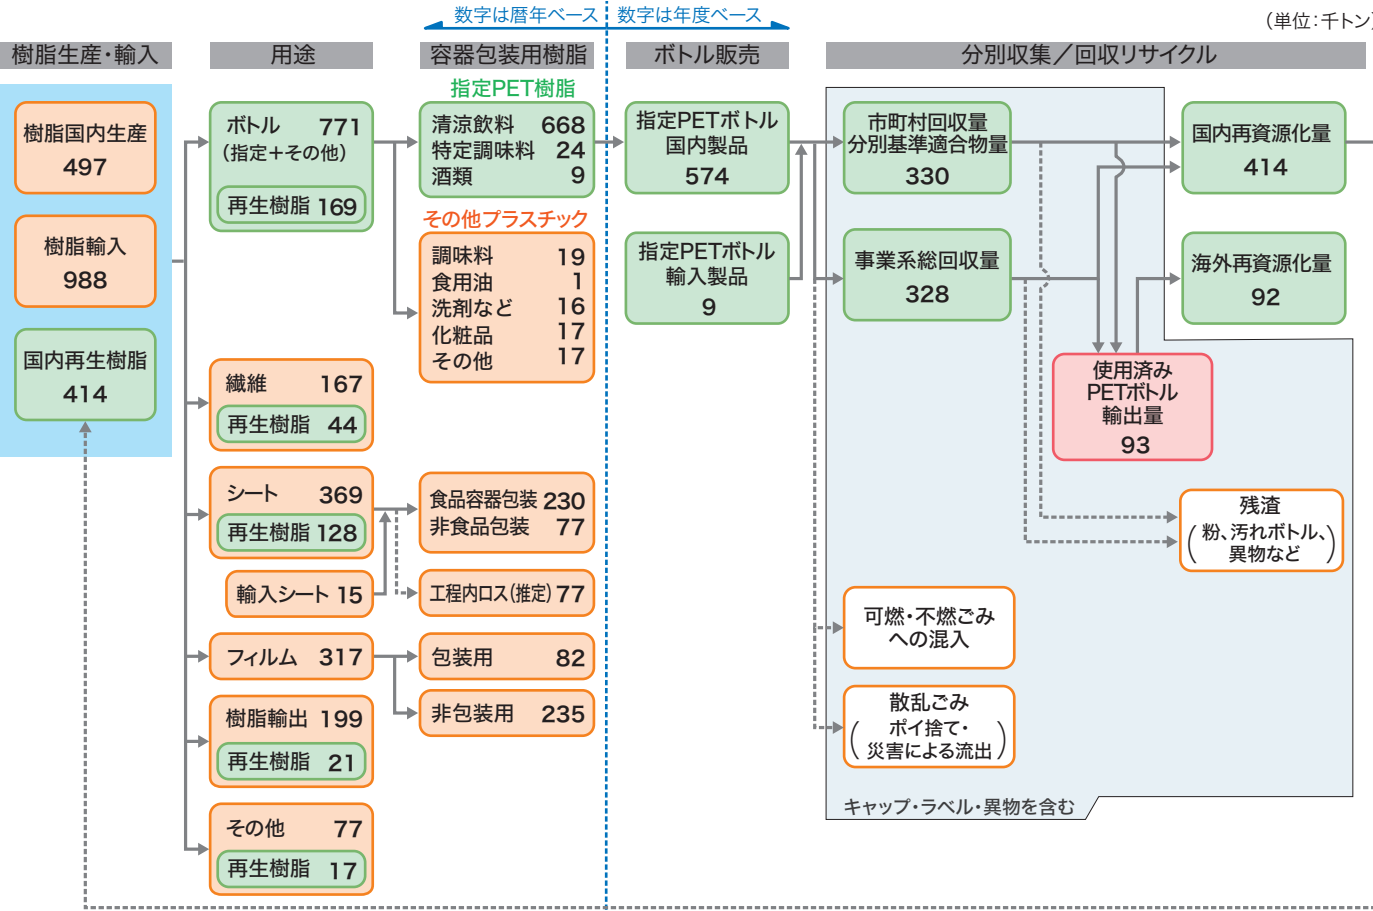 数字は暦年ベース
数字は年度ベース
(単位:千トン)
樹脂生産・輸入
用途
容器包装用樹脂
ボトル販売
分別収集/回収リサイクル
樹脂国内生産
497
樹脂輸入
988
国内再生樹脂
414
ボトル 771
(指定+その他)
再生樹脂 169
繊維 167
再生樹脂 44
シート 369
再生樹脂 128
輸入シート 15
フィルム 317
樹脂輸出 199
再生樹脂 21
その他 77
再生樹脂 17
指定PET樹脂
清涼飲料 668
特定調味料 24
酒類 9
その他プラスチック
調味料 19
食用油 1
洗剤など 16
化粧品 17
その他 17
食品容器包装 230
非食品包装 77
工程内ロス(推定) 77
包装用 82
非包装用 235
指定PETボトル
国内製品
574
指定PETボトル
輸入製品
9
市町村回収量
分別基準適合物量
330
事業系総回収量
328
国内再資源化量
414
海外再資源化量
92
使用済み
PETボトル
輸出量
93
残渣
(粉、汚れボトル、
異物など)
可燃・不燃ごみ
への混入
散乱ごみ
(ポイ捨て・
災害による流出)
キャップ・ラベル・異物を含む